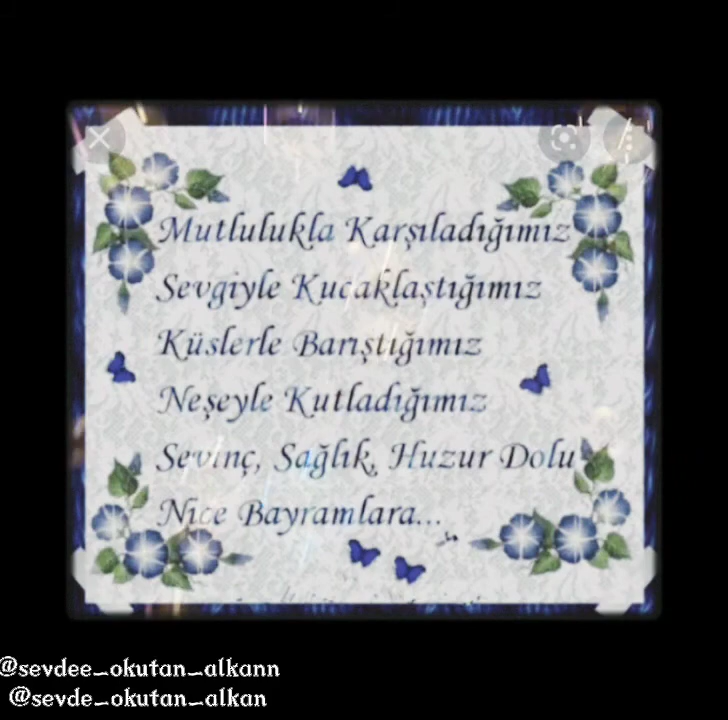 Mutlulukla Karşıladığımız
Sevgiyle Kucaklaştığımız
Küslerle Barıştığımız
Neşeyle Kutladığımız
Sevinç, Sağlık, Huzur Dolu
Nice Bayramlara...
@sevdee_okutan_alkann
@sevde_okutan_alkan